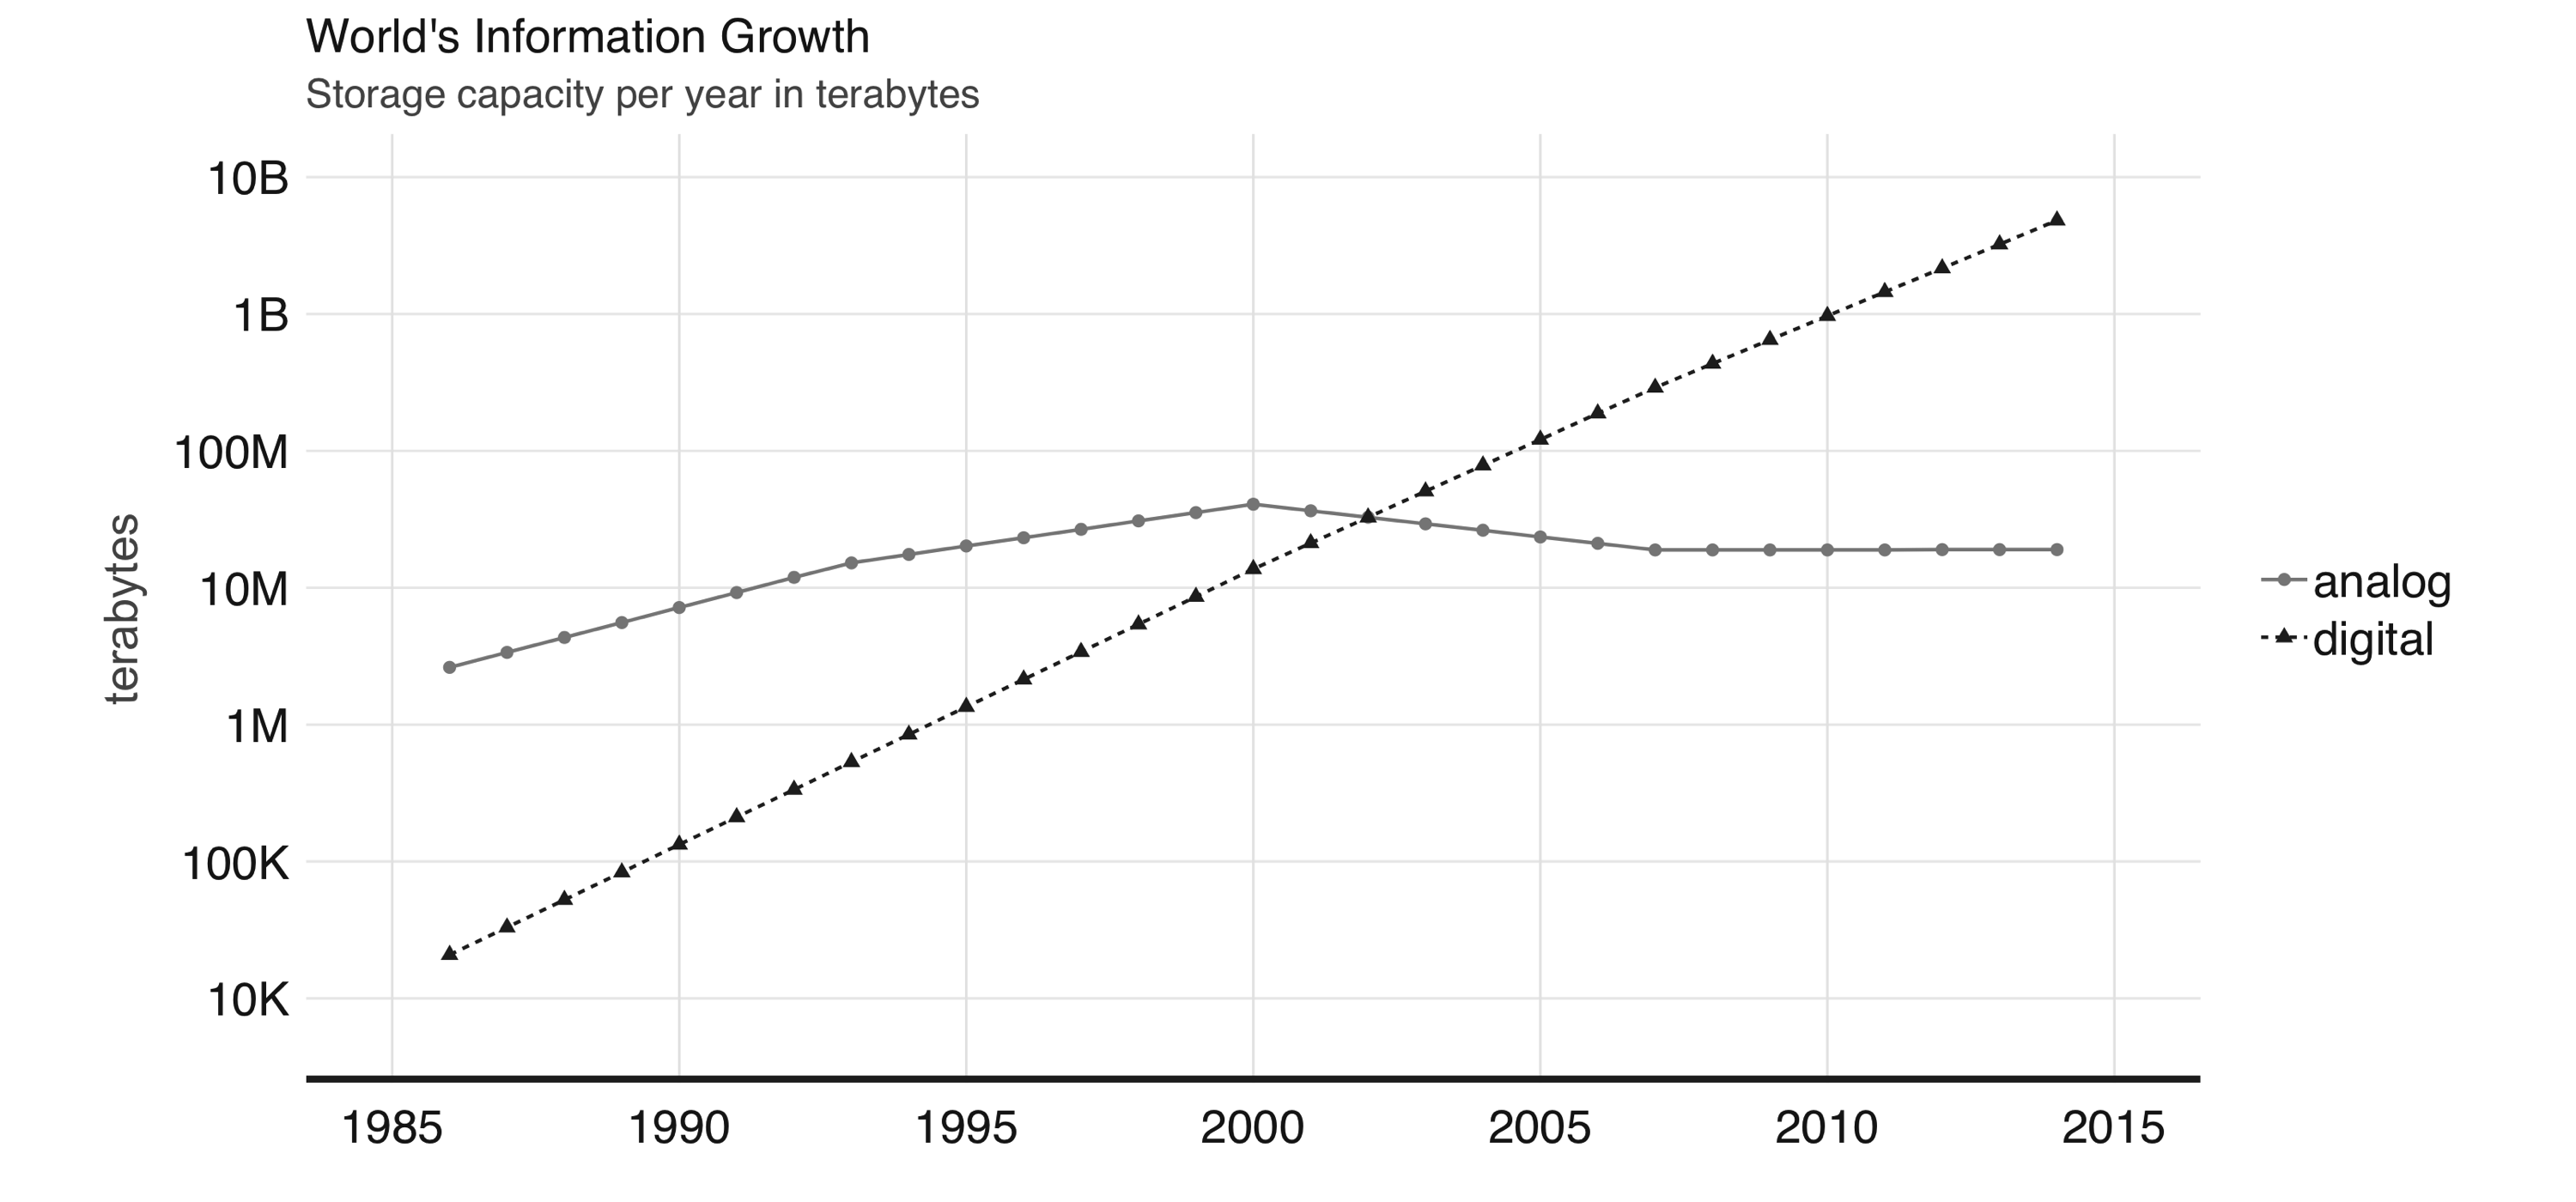 World's Information Growth
Storage capacity per year in terabytes
10B
1B
100M
10M
1M
100K
10K
terabytes
1985 1990 1995 2000 2005 2010 2015
analog
digital